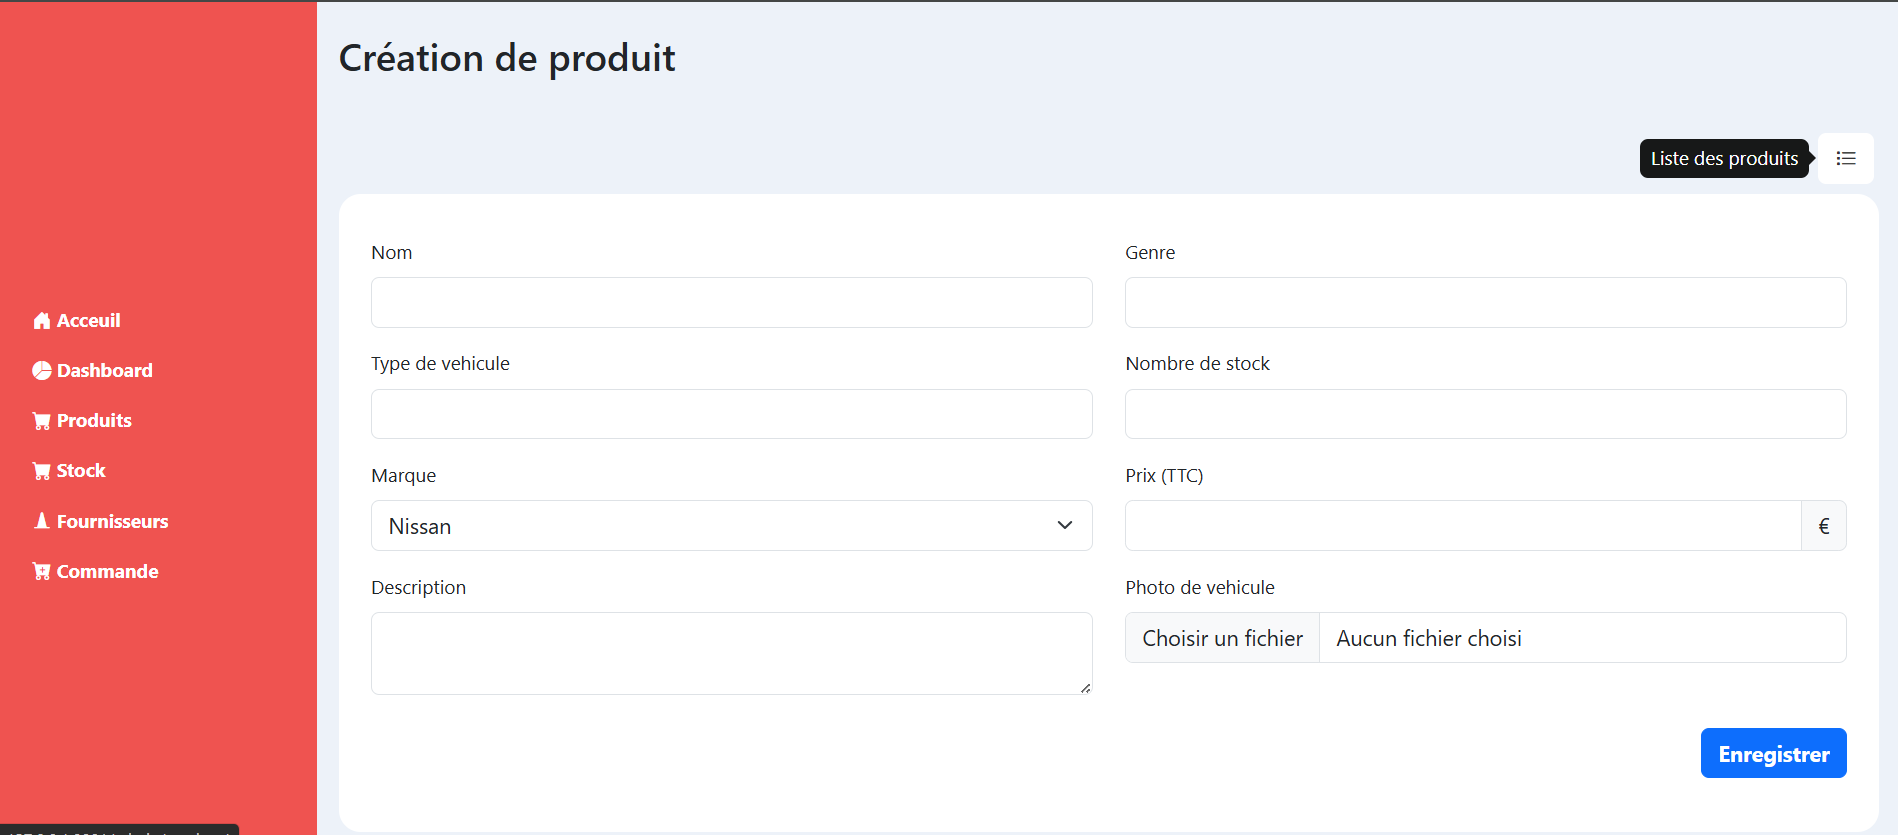 Création de produit
Liste des produits
Acceuil
Dashboard
Produits
Stock
Fournisseurs
Commande
Nom
Genre
Type de vehicule
Nombre de stock
Marque
Prix (TTC)
Nissan
€
Description
Photo de vehicule
Choisir un fichier
Aucun fichier choisi
Enregistrer